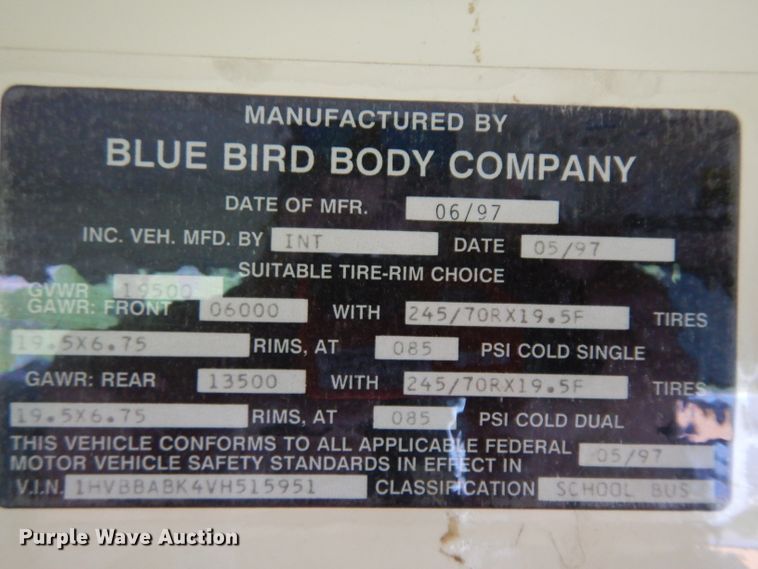 MANUFACTURED BY
BLUE BIRD BODY COMPANY
DATE OF MFR. 06/97
INC. VEH. MFD. BY INT DATE 05/97
SUITABLE TIRE-RIM CHOICE
GVWR 19500
GAWR: FRONT 06000 WITH 245/70RX19.5F TIRES
19.5X6.75 RIMS, AT 085 PSI COLD SINGLE
GAWR: REAR 13500 WITH 245/70RX19.5F TIRES
19.5X6.75 RIMS, AT 085 PSI COLD DUAL
THIS VEHICLE CONFORMS TO ALL APPLICABLE FEDERAL
MOTOR VEHICLE SAFETY STANDARDS IN EFFECT IN 05/97
V.I.N. 1HVBBABK4VH515951 CLASSIFICATION SCHOOL BUS
Purple Wave Auction